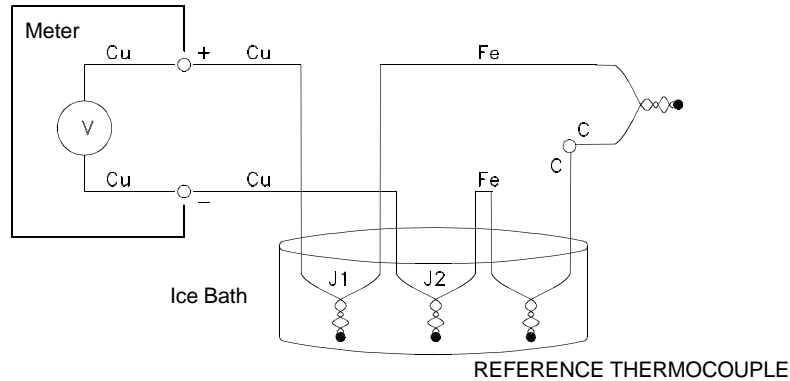 Meter
Cu + Cu Fe
V
C
C
Cu Cu Fe
−
J1 J2
Ice Bath
REFERENCE THERMOCOUPLE